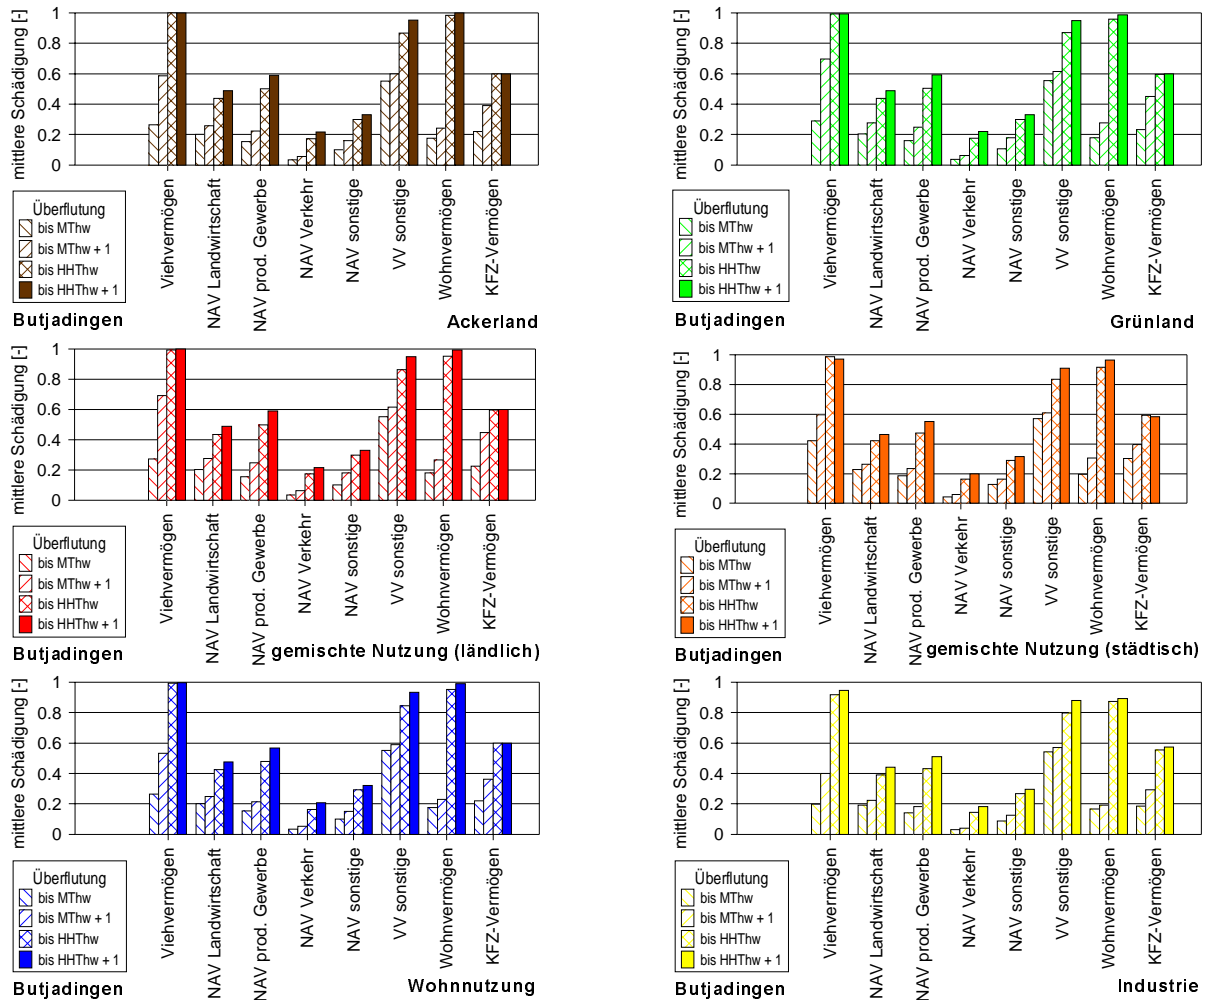 mittlere Schädigung [-]
1
0.8
0.6
0.4
0.2
0
Viehvermögen
NAV Landwirtschaft
NAV prod. Gewerbe
NAV Verkehr
NAV sonstige
VV sonstige
Wohnvermögen
KFZ-Vermögen
Überflutung
bis MThw
bis MThw + 1
bis HHThw
bis HHThw + 1
Butjadingen
Ackerland
mittlere Schädigung [-]
1
0.8
0.6
0.4
0.2
0
Viehvermögen
NAV Landwirtschaft
NAV prod. Gewerbe
NAV Verkehr
NAV sonstige
VV sonstige
Wohnvermögen
KFZ-Vermögen
Überflutung
bis MThw
bis MThw + 1
bis HHThw
bis HHThw + 1
Butjadingen
Grünland
mittlere Schädigung [-]
1
0.8
0.6
0.4
0.2
0
Viehvermögen
NAV Landwirtschaft
NAV prod. Gewerbe
NAV Verkehr
NAV sonstige
VV sonstige
Wohnvermögen
KFZ-Vermögen
Überflutung
bis MThw
bis MThw + 1
bis HHThw
bis HHThw + 1
Butjadingen
gemischte Nutzung (ländlich)
mittlere Schädigung [-]
1
0.8
0.6
0.4
0.2
0
Viehvermögen
NAV Landwirtschaft
NAV prod. Gewerbe
NAV Verkehr
NAV sonstige
VV sonstige
Wohnvermögen
KFZ-Vermögen
Überflutung
bis MThw
bis MThw + 1
bis HHThw
bis HHThw + 1
Butjadingen
gemischte Nutzung (städtisch)
mittlere Schädigung [-]
1
0.8
0.6
0.4
0.2
0
Viehvermögen
NAV Landwirtschaft
NAV prod. Gewerbe
NAV Verkehr
NAV sonstige
VV sonstige
Wohnvermögen
KFZ-Vermögen
Überflutung
bis MThw
bis MThw + 1
bis HHThw
bis HHThw + 1
Butjadingen
Wohnnutzung
mittlere Schädigung [-]
1
0.8
0.6
0.4
0.2
0
Viehvermögen
NAV Landwirtschaft
NAV prod. Gewerbe
NAV Verkehr
NAV sonstige
VV sonstige
Wohnvermögen
KFZ-Vermögen
Überflutung
bis MThw
bis MThw + 1
bis HHThw
bis HHThw + 1
Butjadingen
Industrie